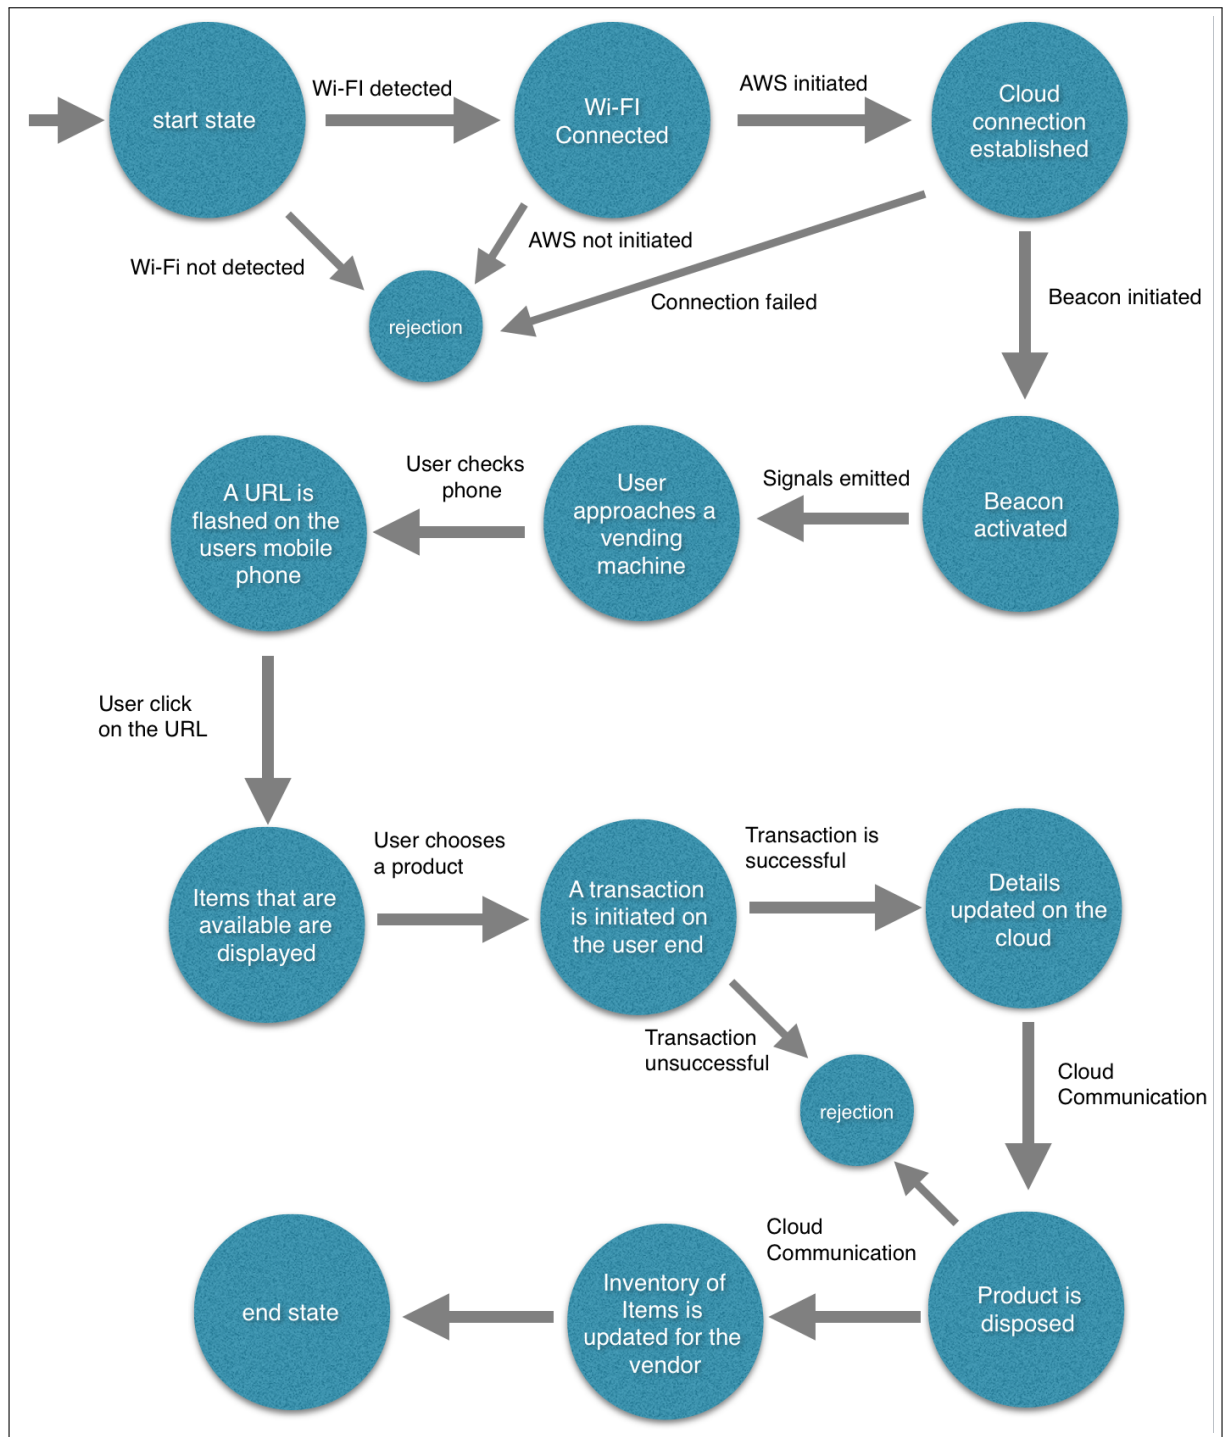 start state
Wi-FI detected
Wi-FI
Connected
AWS initiated
Cloud
connection
established
Wi-Fi not detected
AWS not initiated
rejection
Connection failed
Beacon initiated
A URL is
flashed on the
users mobile
phone
User checks
phone
User
approaches a
vending
machine
Signals emitted
Beacon
activated
User click
on the URL
Items that are
available are
displayed
User chooses
a product
A transaction
is initiated on
the user end
Transaction is
successful
Details
updated on the
cloud
Transaction
unsuccessful
rejection
Cloud
Communication
end state
Inventory of
Items is
updated for the
vendor
Cloud
Communication
Product is
disposed